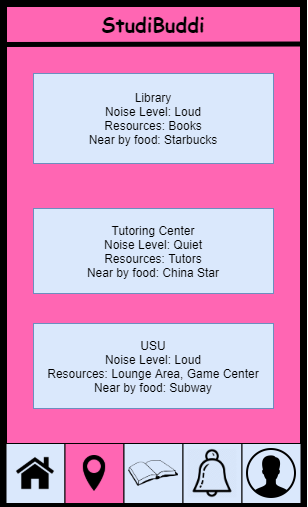 StudiBuddi
Library
Noise Level: Loud
Resources: Books
Near by food: Starbucks
Tutoring Center
Noise Level: Quiet
Resources: Tutors
Near by food: China Star
USU
Noise Level: Loud
Resources: Lounge Area, Game Center
Near by food: Subway